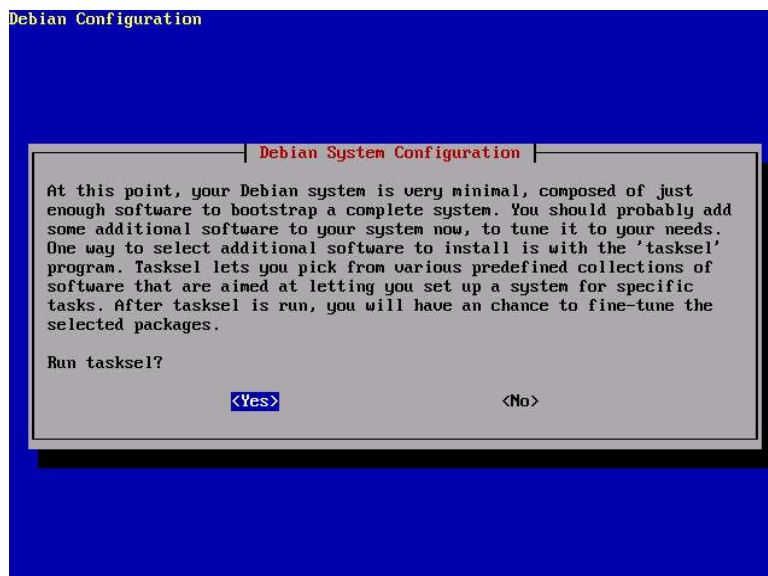 Debian Configuration
Debian System Configuration
At this point, your Debian system is very minimal, composed of just
enough software to bootstrap a complete system. You should probably add
some additional software to your system now, to tune it to your needs.
One way to select additional software to install is with the 'tasksel'
program. Tasksel lets you pick from various predefined collections of
software that are aimed at letting you set up a system for specific
tasks. After tasksel is run, you will have an chance to fine-tune the
selected packages.
Run tasksel?
<Yes> <No>